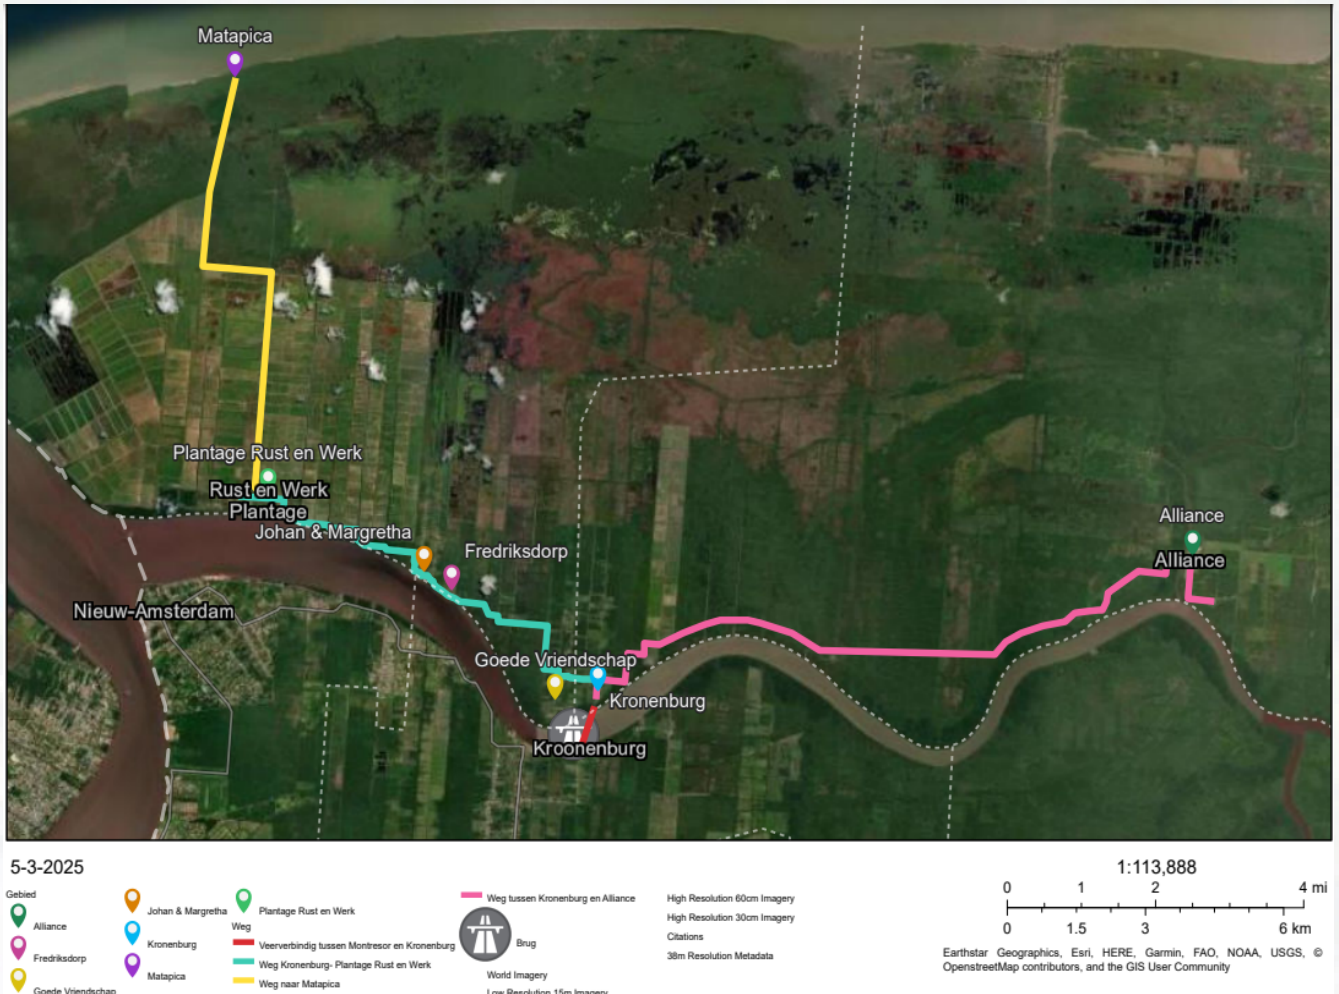 Matapica
Plantage Rust en Werk
Rust en Werk
Plantage
Johan & Margretha
Fredriksdorp
Alliance
Alliance
Nieuw-Amsterdam
Goede Vriendschap
Kronenburg
Kroonenburg
5-3-2025
Gebied
Alliance
Fredriksdorp
Goede Vriendschap
Johan & Margretha
Kronenburg
Matapica
Plantage Rust en Werk
Weg
Veerverbindig tussen Montresor en Kronenburg
Weg Kronenburg- Plantage Rust en Werk
Weg naar Matapica
Weg tussen Kronenburg en Alliance
Brug
World Imagery
Low Resolution 15m Imagery
High Resolution 60cm Imagery
High Resolution 30cm Imagery
Citations
38m Resolution Metadata
1:113,888
0 1 2 4 mi
0 1.5 3 6 km
Earthstar Geographics, Esri, HERE, Garmin, FAO, NOAA, USGS, ©
OpenstreetMap contributors, and the GIS User Community